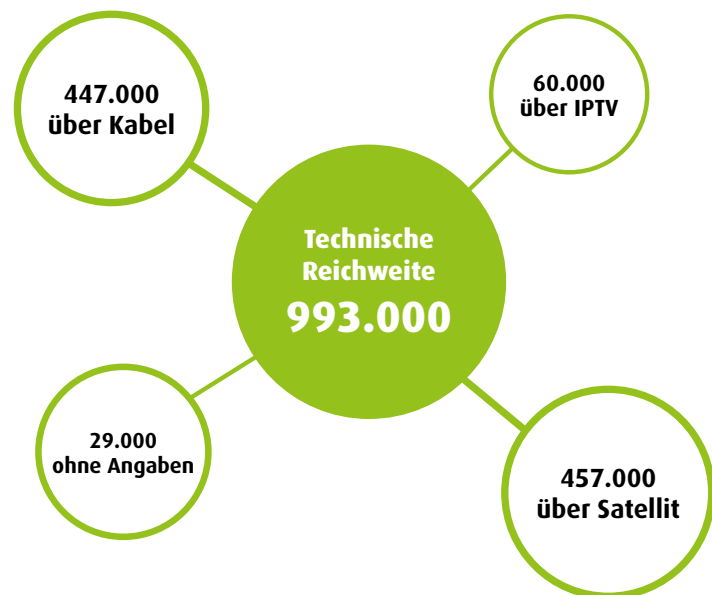 447.000
über Kabel
60.000
über IPTV
Technische
Reichweite
993.000
29.000
ohne Angaben
457.000
über Satellit